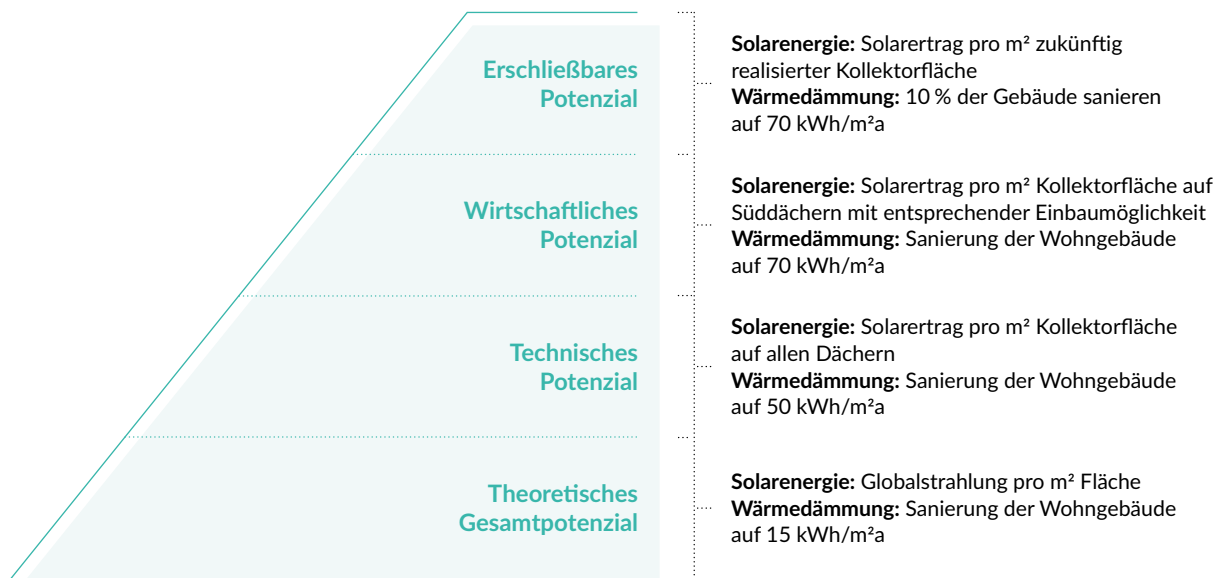 Erschließbares
Potenzial
Solarenergie: Solarertrag pro m² zukünftig
realisierter Kollektorfläche
Wärmedämmung: 10 % der Gebäude sanieren
auf 70 kWh/m²a
Wirtschaftliches
Potenzial
Solarenergie: Solarertrag pro m² Kollektorfläche auf
Süddächern mit entsprechender Einbaumöglichkeit
Wärmedämmung: Sanierung der Wohngebäude
auf 70 kWh/m²a
Technisches
Potenzial
Solarenergie: Solarertrag pro m² Kollektorfläche
auf allen Dächern
Wärmedämmung: Sanierung der Wohngebäude
auf 50 kWh/m²a
Theoretisches
Gesamtpotenzial
Solarenergie: Globalstrahlung pro m² Fläche
Wärmedämmung: Sanierung der Wohngebäude
auf 15 kWh/m²a